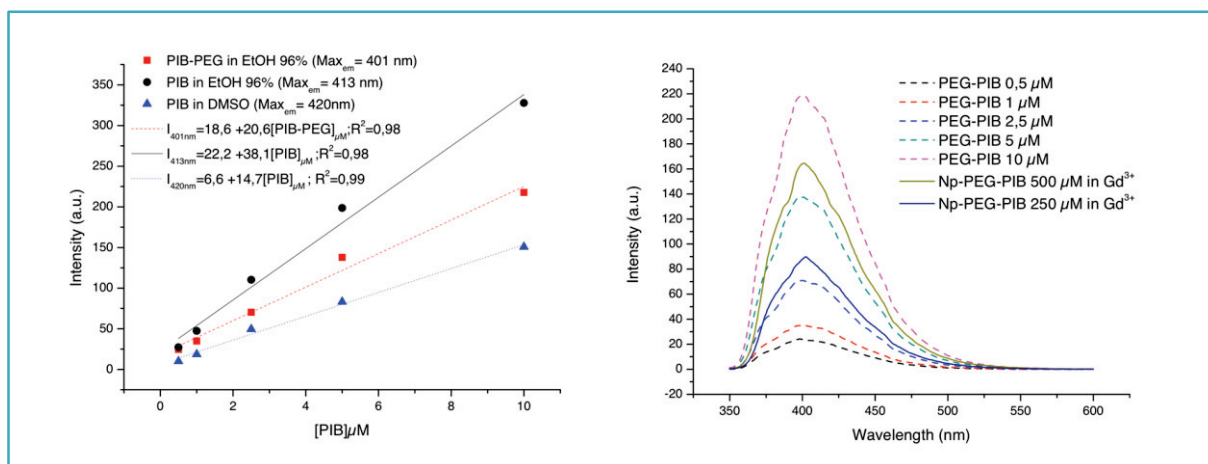 PIB-PEG in EtOH 96% (Maxem= 401 nm)
PIB in EtOH 96% (Maxem= 413 nm)
PIB in DMSO (Maxem= 420nm)
I401nm=18,6 +20,6[PIB-PEG]µM;R2=0,98
I413nm=22,2 +38,1[PIB]µM ;R2=0,98
I420nm=6,6 +14,7[PIB]µM ; R2=0,99
Intensity (a.u.)
350
300
250
200
150
100
50
0
0
2
4
6
8
10
[PIB]µM
PEG-PIB 0,5 µM
PEG-PIB 1 µM
PEG-PIB 2,5 µM
PEG-PIB 5 µM
PEG-PIB 10 µM
Np-PEG-PIB 500 µM in Gd3+
Np-PEG-PIB 250 µM in Gd3+
Intensity (a.u.)
220
200
180
160
140
120
100
80
60
40
20
0
-20
300
350
400
450
500
550
600
Wavelength (nm)